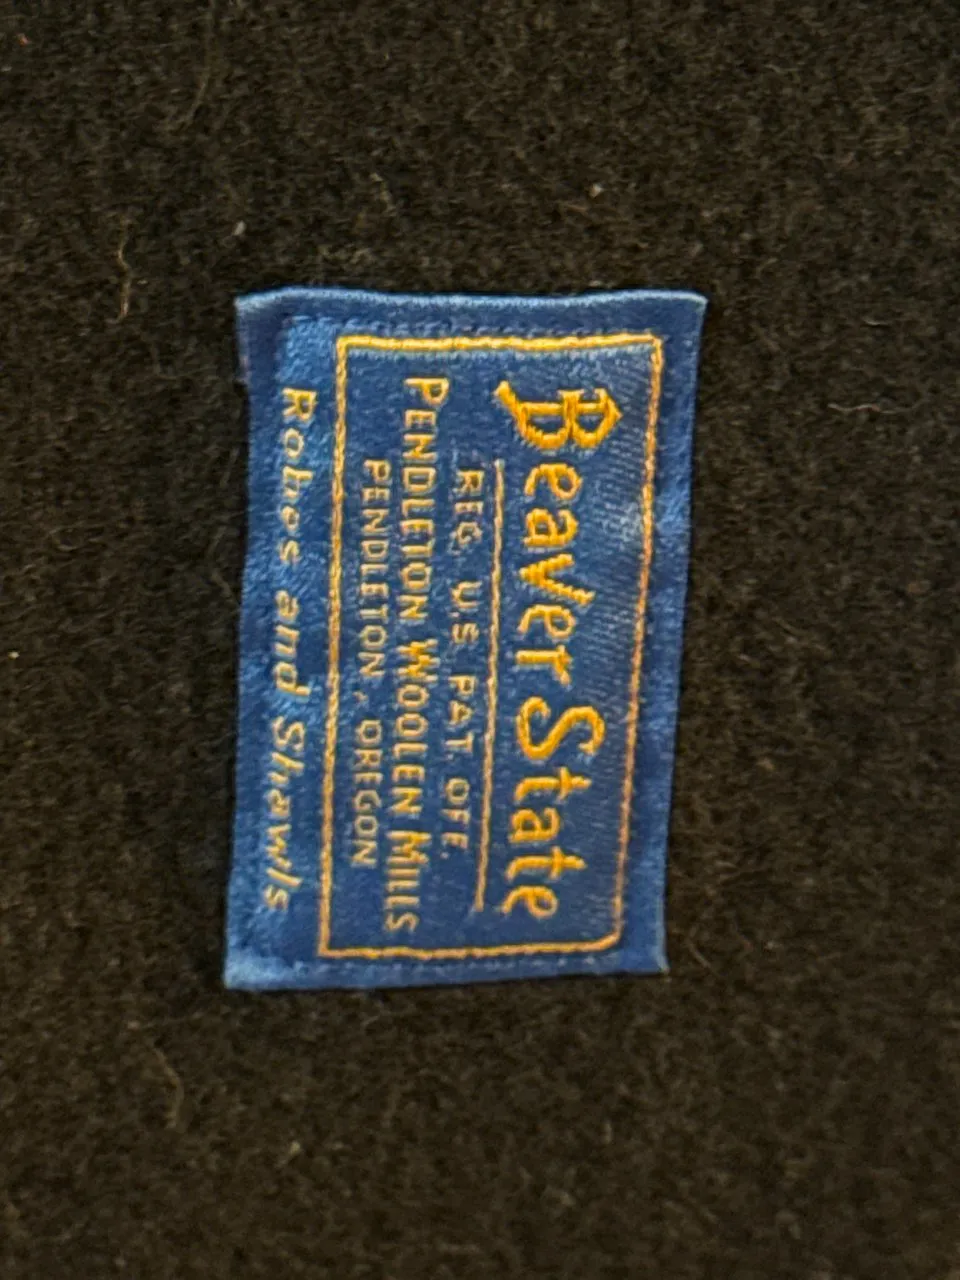 Beaver State
REG. U.S. PAT. OFF.
PENDLETON WOOLEN MILLS
PENDLETON, OREGON
Robes and Shawls